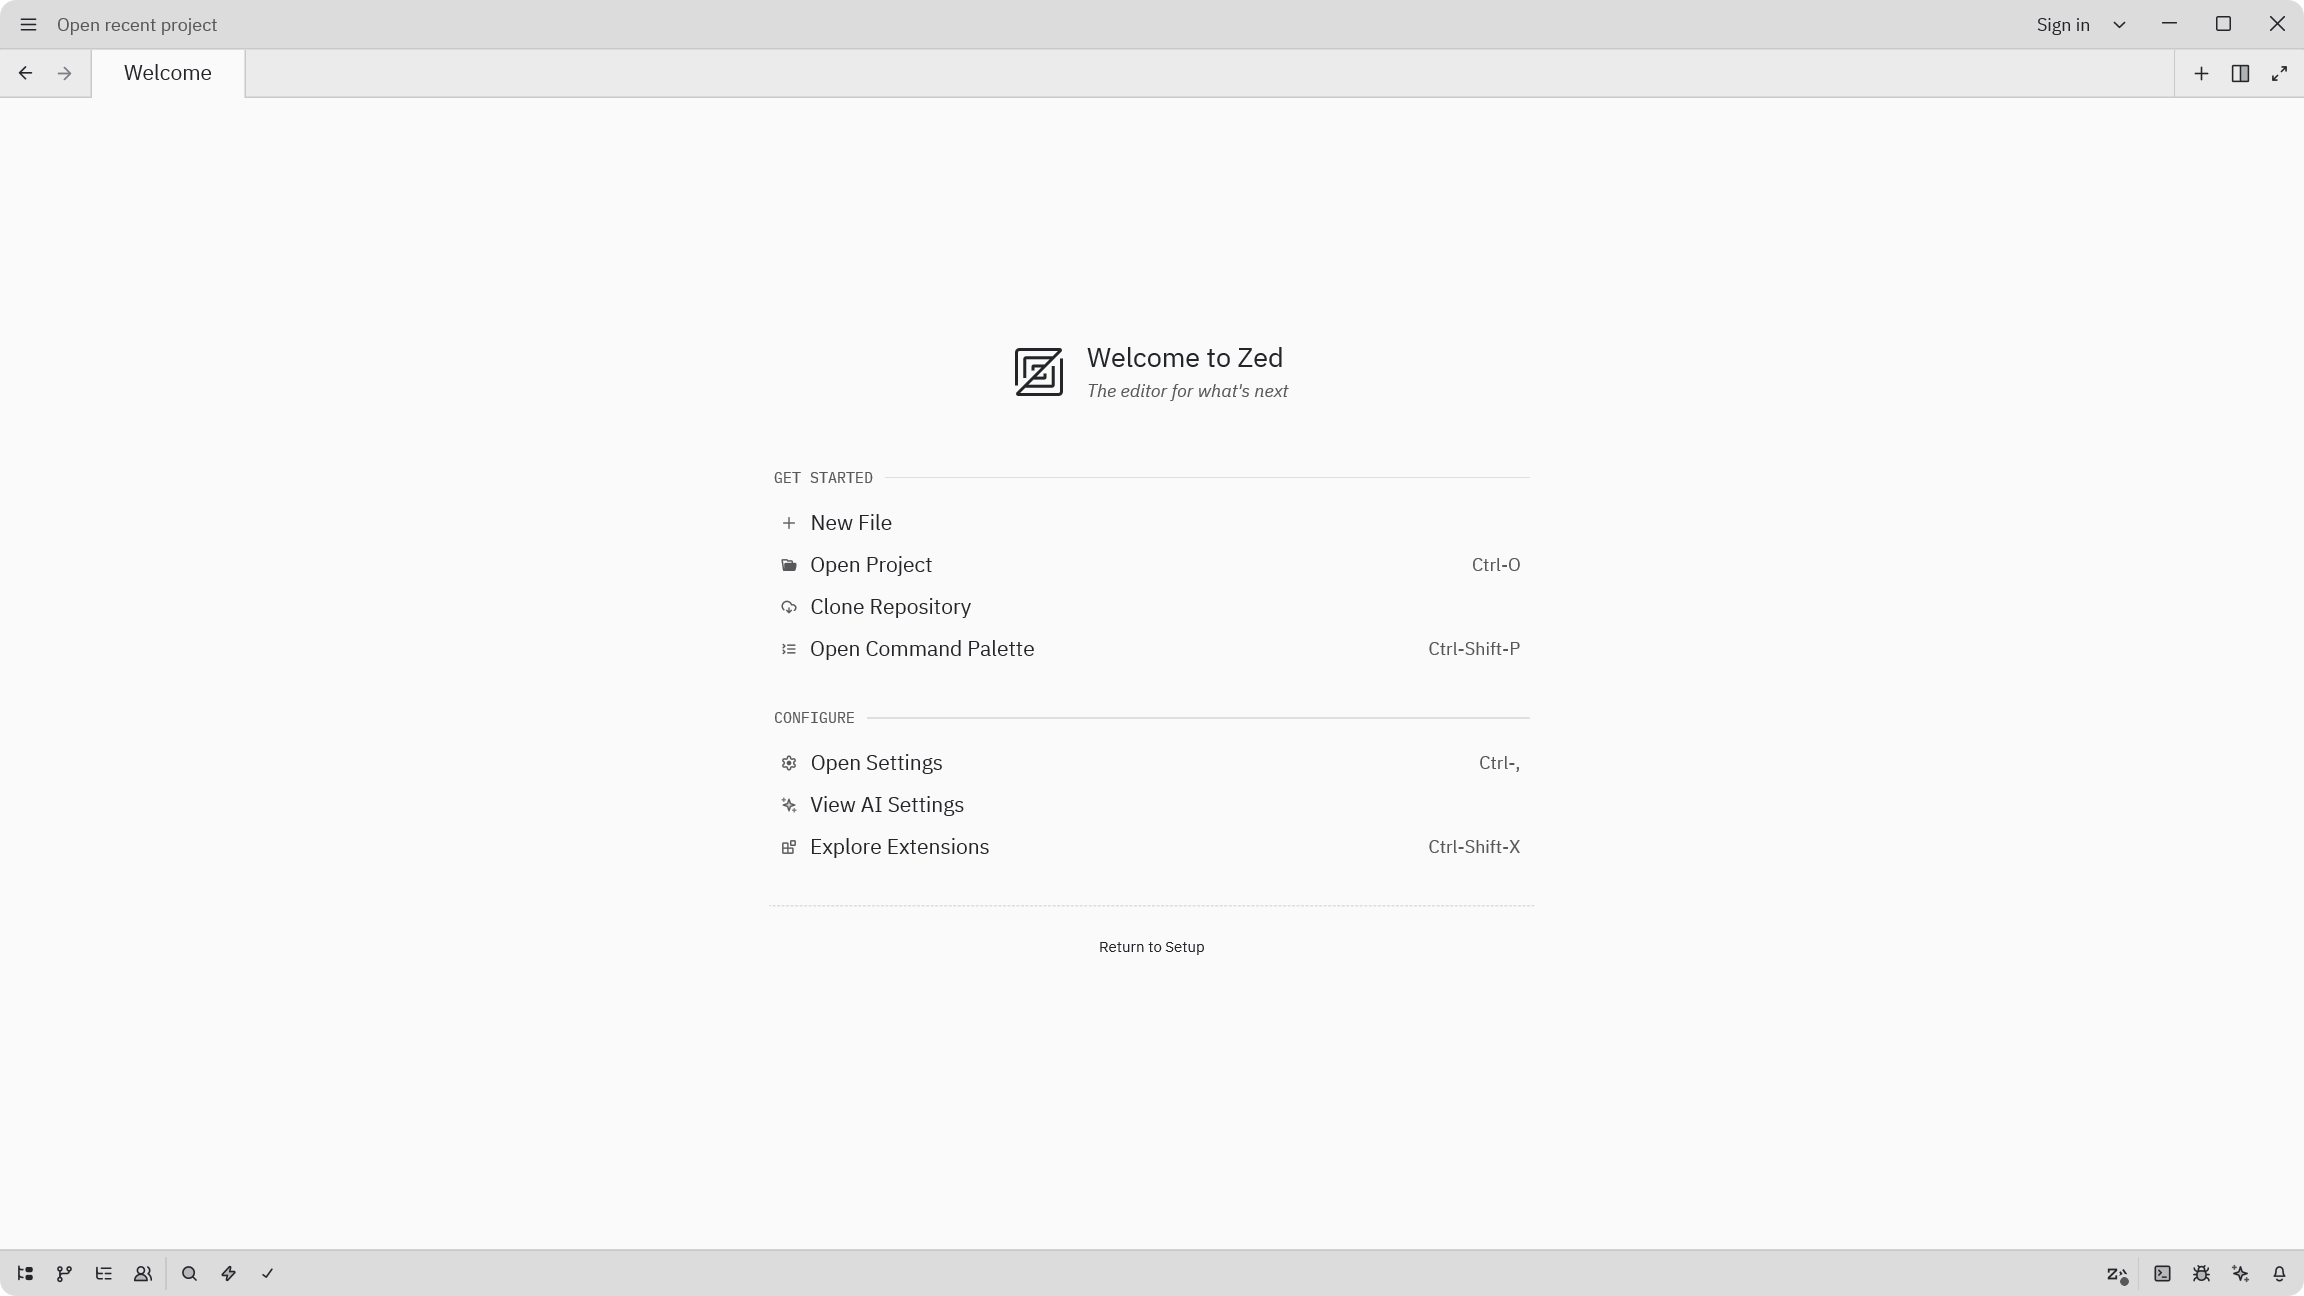 Open recent project
Sign in
Welcome
Welcome to Zed
The editor for what's next
GET STARTED
New File
Open Project Ctrl-O
Clone Repository
Open Command Palette Ctrl-Shift-P
CONFIGURE
Open Settings Ctrl-,
View AI Settings
Explore Extensions Ctrl-Shift-X
Return to Setup